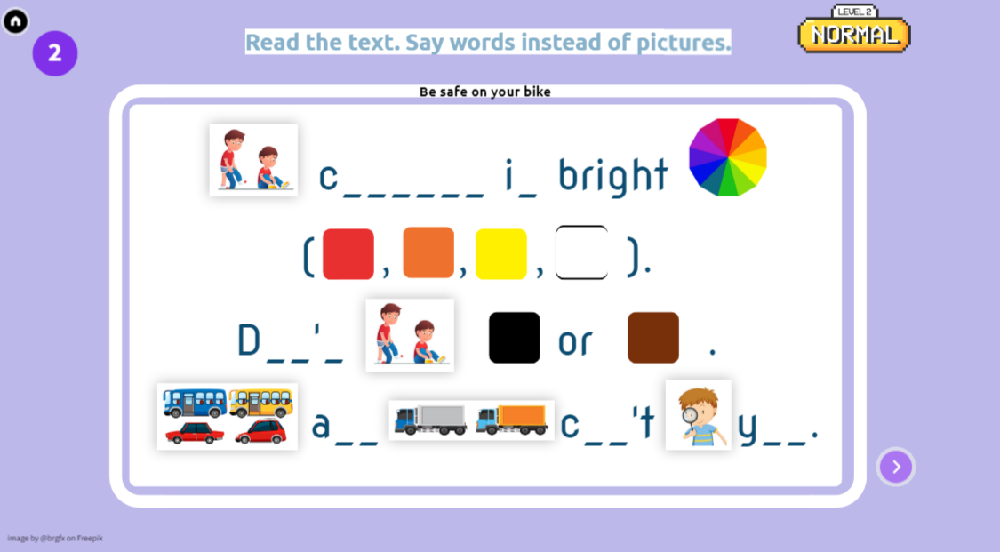 2
Read the text. Say words instead of pictures.
LEVEL 2
NORMAL
Be safe on your bike
c______ i_ bright
( , , , ).
D__'_ or .
a__ c__'t y__.
image by @brgfx on Freepik